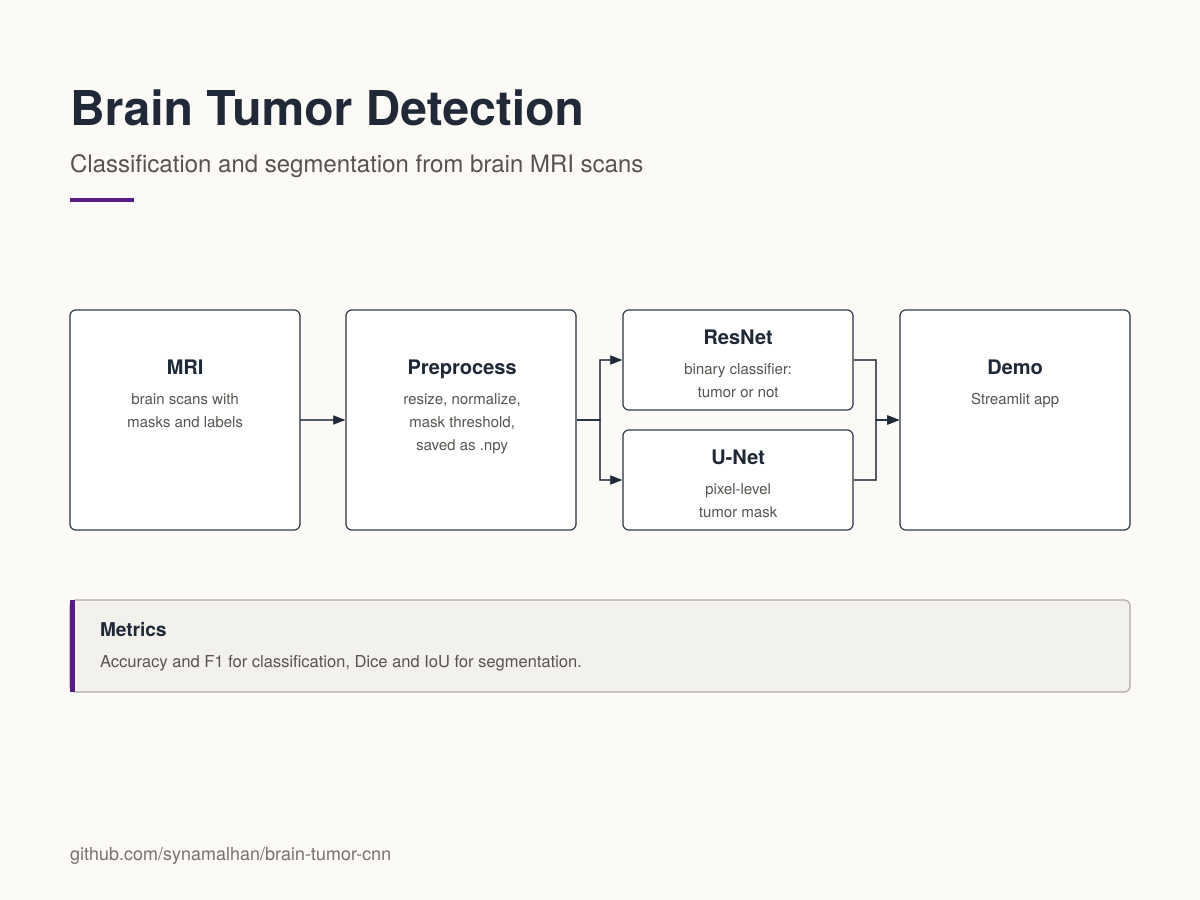 Brain Tumor Detection
Classification and segmentation from brain MRI scans
MRI
brain scans with
masks and labels
Preprocess
resize, normalize,
mask threshold,
saved as .npy
ResNet
binary classifier:
tumor or not
U-Net
pixel-level
tumor mask
Demo
Streamlit app
Metrics
Accuracy and F1 for classification, Dice and IoU for segmentation.
github.com/synamalhan/brain-tumor-cnn